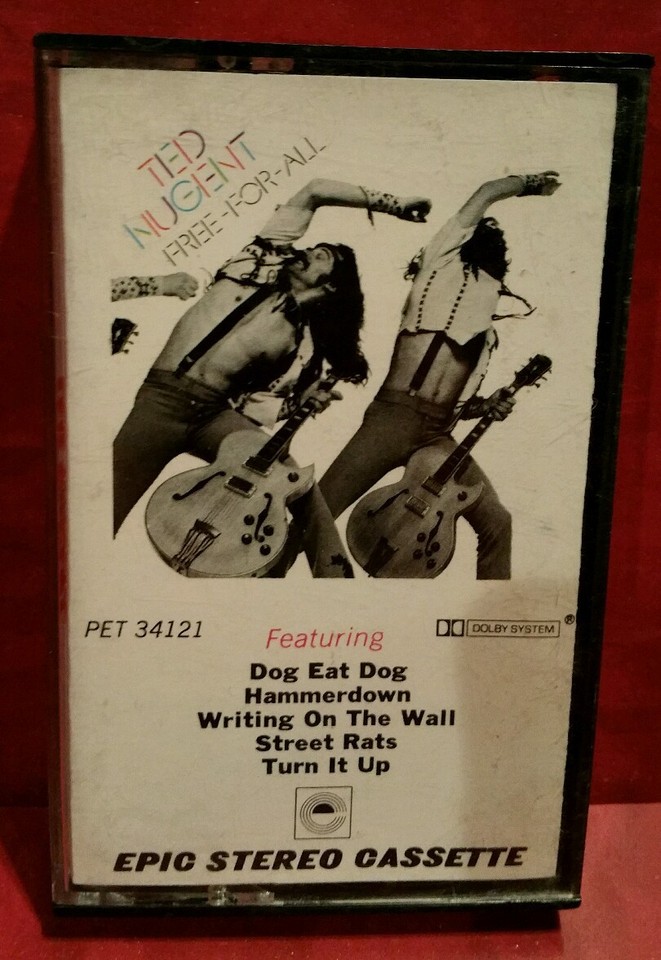 TED
NUGENT
FREE-FOR-ALL
PET 34121
Featuring
DOLBY SYSTEM®
Dog Eat Dog
Hammerdown
Writing On The Wall
Street Rats
Turn It Up
EPIC STEREO CASSETTE